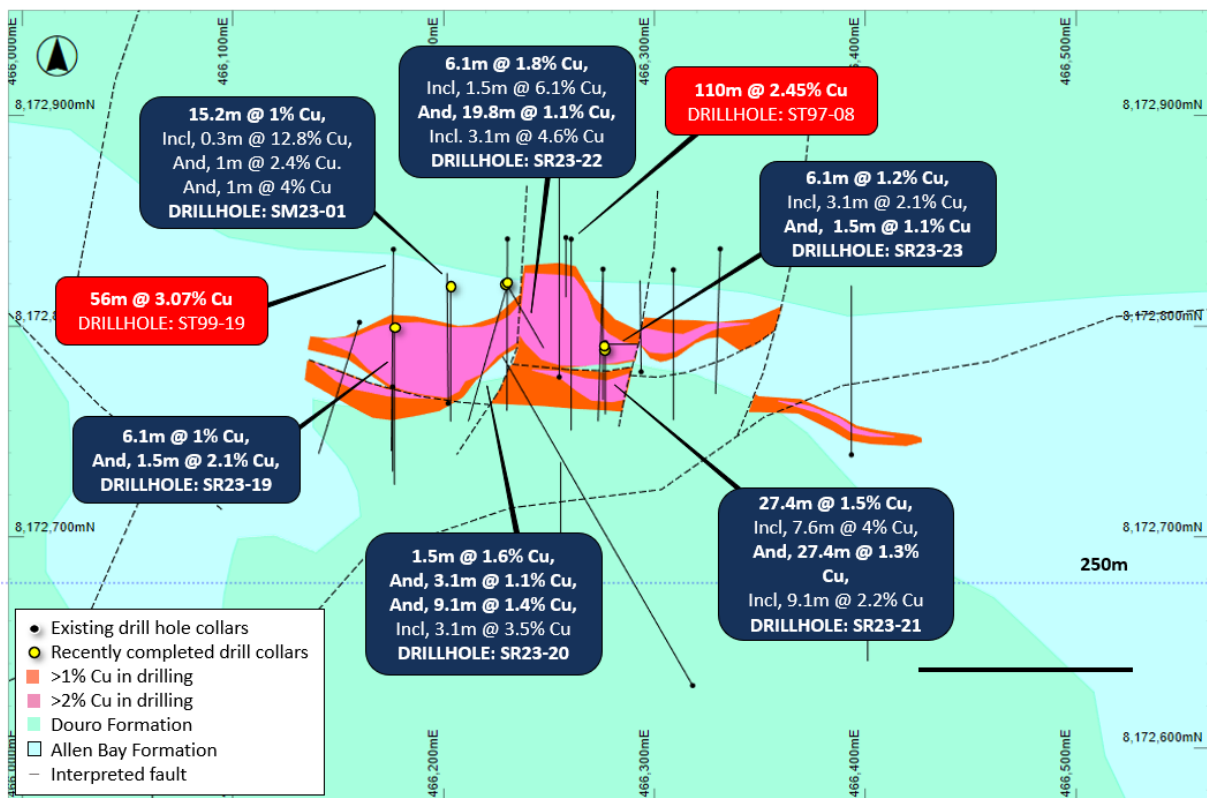 466,000mE
466,100mE
0mE
466,300mE
466,400mE
466,500mE
8,172,900mN
8,172,900mN
6.1m @ 1.8% Cu,
Incl, 1.5m @ 6.1% Cu,
And, 19.8m @ 1.1% Cu,
Incl. 3.1m @ 4.6% Cu
DRILLHOLE: SR23-22
110m @ 2.45% Cu
DRILLHOLE: ST97-08
15.2m @ 1% Cu,
Incl, 0.3m @ 12.8% Cu,
And, 1m @ 2.4% Cu.
And, 1m @ 4% Cu
DRILLHOLE: SM23-01
6.1m @ 1.2% Cu,
Incl, 3.1m @ 2.1% Cu,
And, 1.5m @ 1.1% Cu
DRILLHOLE: SR23-23
56m @ 3.07% Cu
DRILLHOLE: ST99-19
8,172,8
8,172,800mN
6.1m @ 1% Cu,
And, 1.5m @ 2.1% Cu,
DRILLHOLE: SR23-19
27.4m @ 1.5% Cu,
Incl, 7.6m @ 4% Cu,
And, 27.4m @ 1.3%
Cu,
Incl, 9.1m @ 2.2% Cu
DRILLHOLE: SR23-21
8,172,700mN
8,172,700mN
1.5m @ 1.6% Cu,
And, 3.1m @ 1.1% Cu,
And, 9.1m @ 1.4% Cu,
Incl, 3.1m @ 3.5% Cu
DRILLHOLE: SR23-20
250m
Existing drill hole collars
Recently completed drill collars
>1% Cu in drilling
>2% Cu in drilling
Douro Formation
Allen Bay Formation
Interpreted fault
466,000mE
466,200mE
466,300mE
466,400mE
466,500mE
8,172,600mN